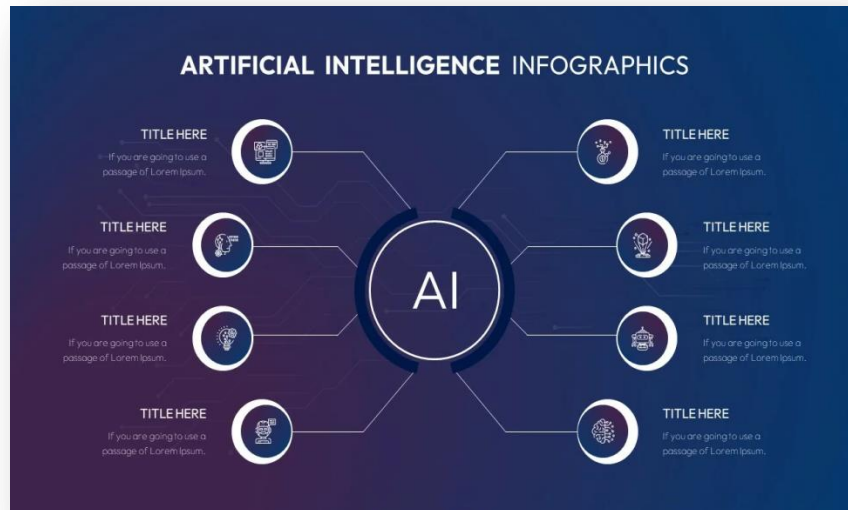 ARTIFICIAL INTELLIGENCE INFOGRAPHICS
TITLE HERE
If you are going to use a
passage of Lorem Ipsum.
TITLE HERE
If you are going to use a
passage of Lorem Ipsum.
TITLE HERE
If you are going to use a
passage of Lorem Ipsum.
TITLE HERE
If you are going to use a
passage of Lorem Ipsum.
AI
TITLE HERE
If you are going to use a
passage of Lorem Ipsum.
TITLE HERE
If you are going to use a
passage of Lorem Ipsum.
TITLE HERE
If you are going to use a
passage of Lorem Ipsum.
TITLE HERE
If you are going to use a
passage of Lorem Ipsum.